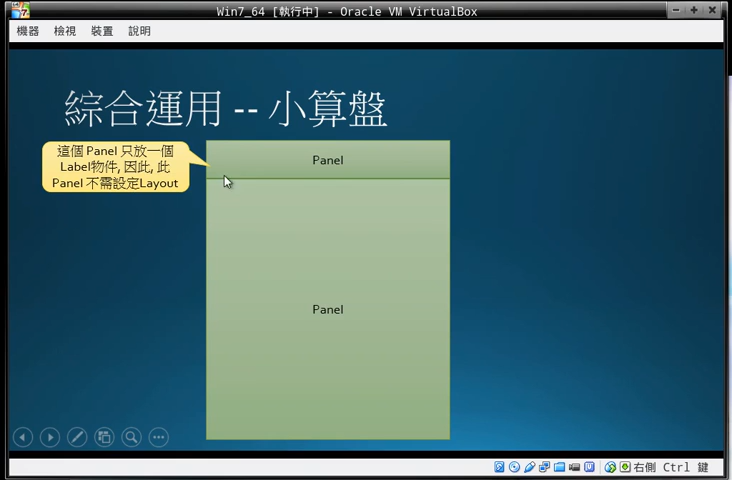 Win7_64 [執行中] - Oracle VM VirtualBox
機器 檢視 裝置 說明
綜合運用 -- 小算盤
這個 Panel 只放一個
Label物件, 因此, 此
Panel 不需設定Layout
Panel
Panel
右側 Ctrl 鍵